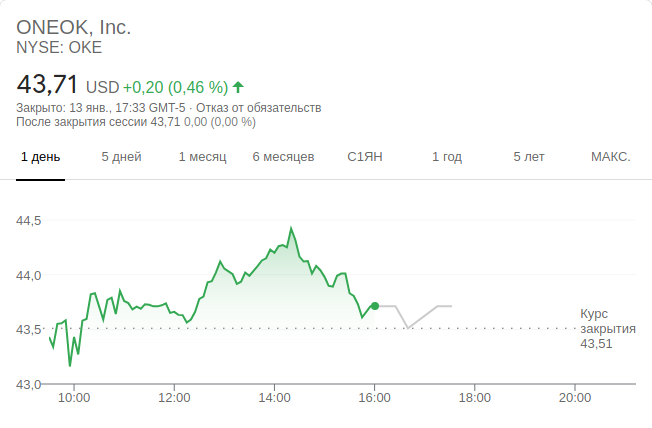 ONEOK, Inc.
NYSE: OKE
43,71 USD +0,20 (0,46 %)
Закрыто: 13 янв., 17:33 GMT-5 · Отказ от обязательств
После закрытия сессии 43,71 0,00 (0,00 %)
1 день 5 дней 1 месяц 6 месяцев С1ЯН 1 год 5 лет МАКС.
44,5
44,0
43,5
43,0
Курс
закрытия
43,51
10:00 12:00 14:00 16:00 18:00 20:00